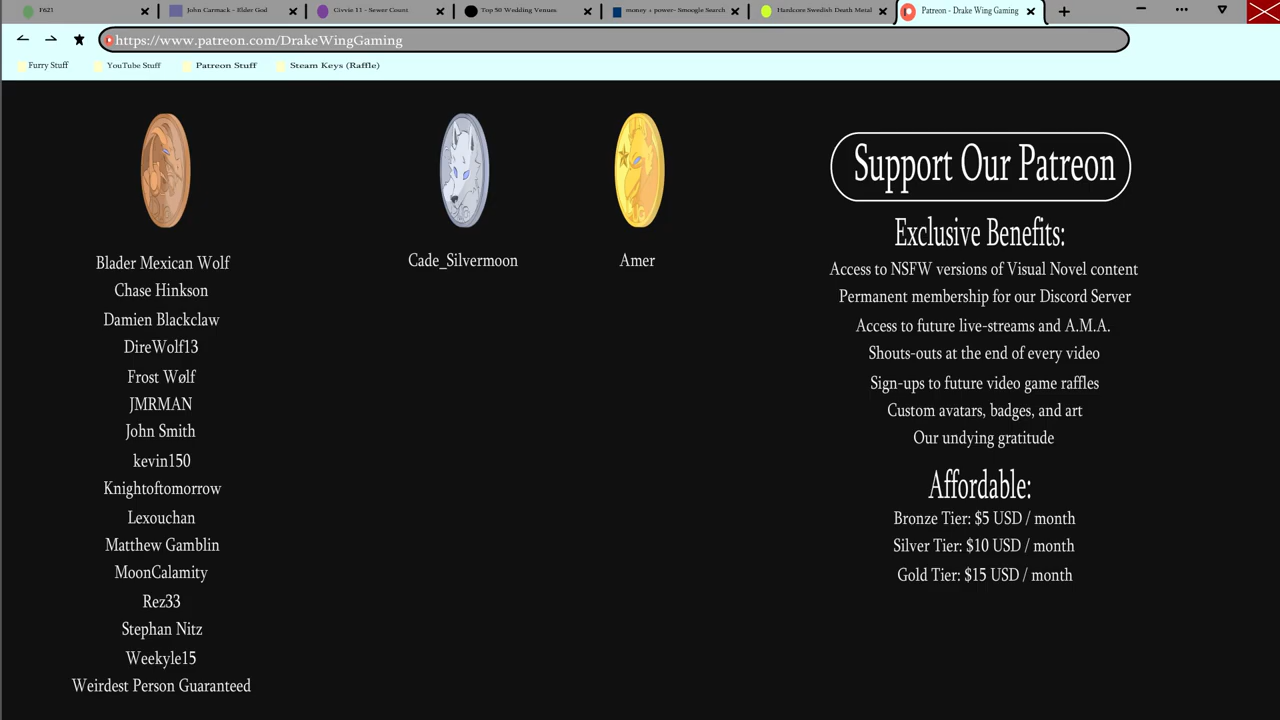 F621
John Carmack - Elder God
Civvie 11 - Sewer Count
Top 50 Wedding Venues
money + power- Smoogle Search
Hardcore Swedish Death Metal
Patreon - Drake Wing Gaming
https://www.patreon.com/DrakeWingGaming
Furry Stuff
YouTube Stuff
Patreon Stuff
Steam Keys (Raffle)
Blader Mexican Wolf
Chase Hinkson
Damien Blackclaw
DireWolf13
Frost Wølf
JMRMAN
John Smith
kevin150
Knightoftomorrow
Lexouchan
Matthew Gamblin
MoonCalamity
Rez33
Stephan Nitz
Weekyle15
Weirdest Person Guaranteed
Cade_Silvermoon
Amer
Support Our Patreon
Exclusive Benefits:
Access to NSFW versions of Visual Novel content
Permanent membership for our Discord Server
Access to future live-streams and A.M.A.
Shouts-outs at the end of every video
Sign-ups to future video game raffles
Custom avatars, badges, and art
Our undying gratitude
Affordable:
Bronze Tier: $5 USD / month
Silver Tier: $10 USD / month
Gold Tier: $15 USD / month